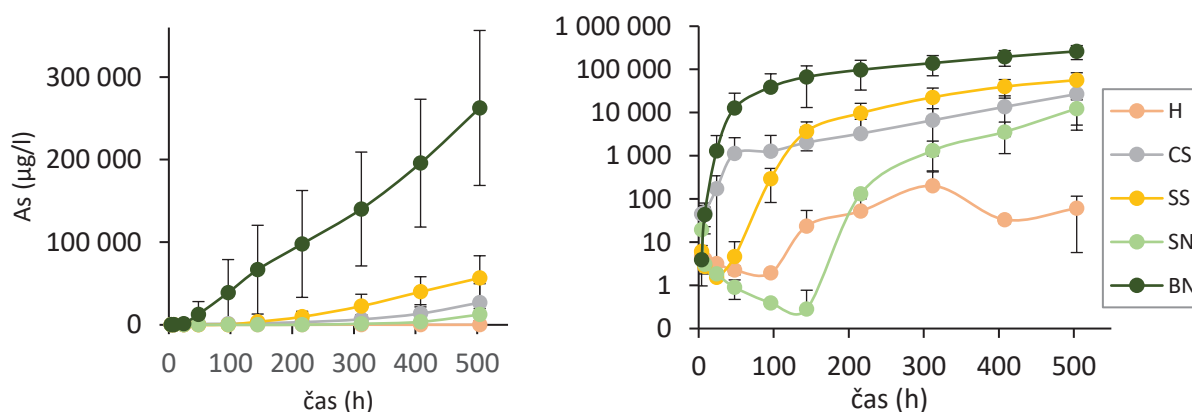 As (µg/l)
300 000
200 000
100 000
0
0 100 200 300 400 500
čas (h)
1 000 000
100 000
10 000
1 000
100
10
1
0
0 100 200 300 400 500
čas (h)
H
CS
SS
SN
BN